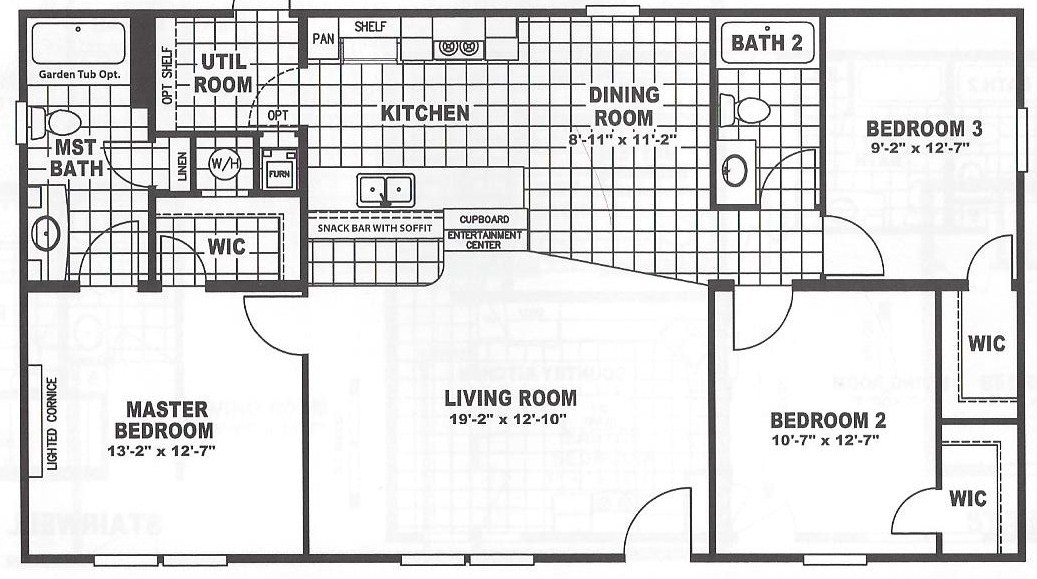 Garden Tub Opt.
OPT SHELF
UTIL
ROOM
OPT
PAN
SHELF
KITCHEN
DINING
ROOM
8'-11" x 11'-2"
BATH 2
BEDROOM 3
9'-2" x 12'-7"
MST
BATH
LINEN
W/H
FURN
WIC
SNACK BAR WITH SOFFIT
CUPBOARD
ENTERTAINMENT
CENTER
LIGHTED CORNICE
MASTER
BEDROOM
13'-2" x 12'-7"
LIVING ROOM
19'-2" x 12'-10"
BEDROOM 2
10'-7" x 12'-7"
WIC
WIC